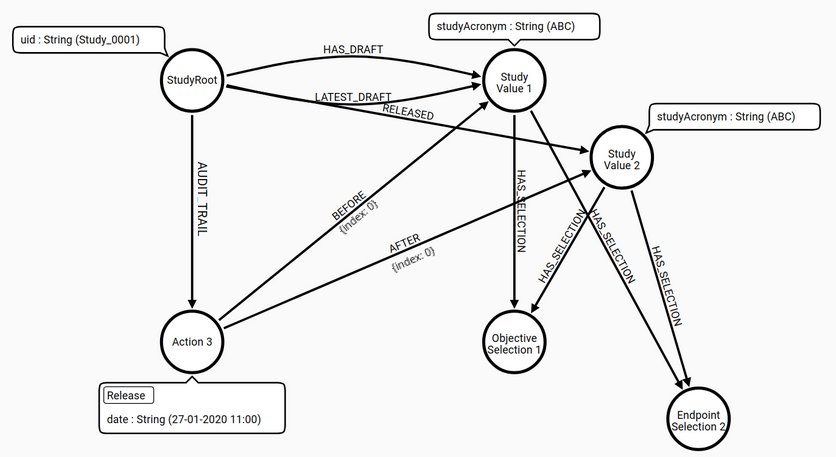 uid : String (Study_0001)
studyAcronym : String (ABC)
HAS_DRAFT
StudyRoot
Study
Value 1
LATEST_DRAFT
RELEASED
studyAcronym : String (ABC)
Study
Value 2
AUDIT_TRAIL
BEFORE
{index: 0}
AFTER
{index: 0}
HAS_SELECTION
HAS_SELECTION
HAS_SELECTION
HAS_SELECTION
Action 3
Objective
Selection 1
Release
date : String (27-01-2020 11:00)
Endpoint
Selection 2